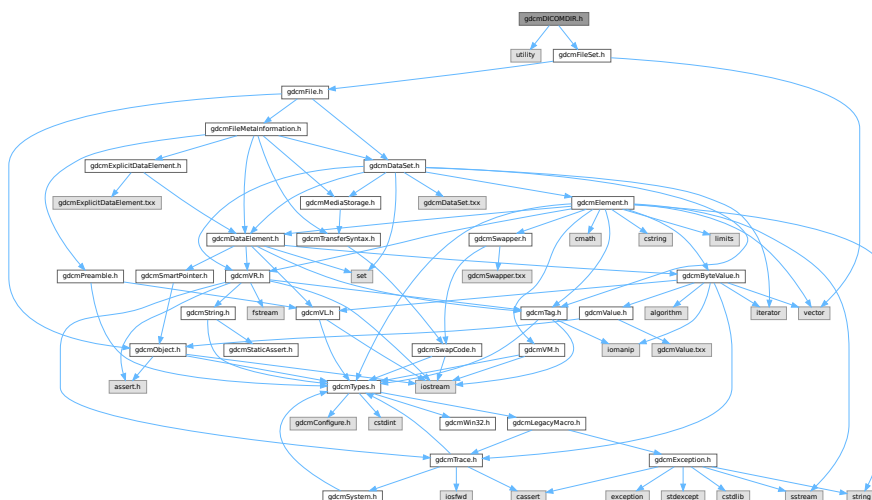 gdcmDICOMDIR.h
utility
gdcmFileSet.h
gdcmFile.h
gdcmFileMetaInformation.h
gdcmExplicitDataElement.h
gdcmDataSet.h
gdcmExplicitDataElement.txx
gdcmMediaStorage.h
gdcmDataSet.txx
gdcmElement.h
gdcmDataElement.h
gdcmTransferSyntax.h
gdcmSwapper.h
cmath
cstring
limits
gdcmPreamble.h
gdcmSmartPointer.h
gdcmVR.h
set
gdcmSwapper.txx
gdcmByteValue.h
gdcmString.h
fstream
gdcmVL.h
gdcmTag.h
gdcmValue.h
algorithm
iterator
vector
gdcmObject.h
gdcmStaticAssert.h
gdcmSwapCode.h
gdcmVM.h
iomanip
gdcmValue.txx
assert.h
gdcmTypes.h
iostream
gdcmConfigure.h
cstdint
gdcmWin32.h
gdcmLegacyMacro.h
gdcmTrace.h
gdcmException.h
gdcmSystem.h
iosfwd
cassert
exception
stdexcept
cstdlib
sstream
string